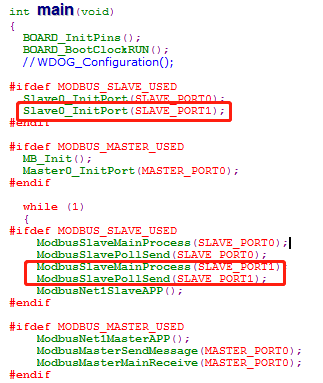 int main(void)
{
BOARD_InitPins();
BOARD_BootClockRUN();
//WDOG_Configuration();
#ifdef MODBUS_SLAVE_USED
Slave0_InitPort(SLAVE_PORT0);
Slave0_InitPort(SLAVE_PORT1);
#endif
#ifdef MODBUS_MASTER_USED
MB_Init();
Master0_InitPort(MASTER_PORT0);
#endif
while (1)
{
#ifdef MODBUS_SLAVE_USED
ModbusSlaveMainProcess(SLAVE_PORT0);
ModbusSlavePollSend(SLAVE_PORT0);
ModbusSlaveMainProcess(SLAVE_PORT1)
ModbusSlavePollSend(SLAVE_PORT1);
ModbusNet1SlaveAPP();
#endif
#ifdef MODBUS_MASTER_USED
ModbusNet1MasterAPP();
ModbusMasterSendMessage(MASTER_PORT0);
ModbusMasterMainReceive(MASTER_PORT0);
#endif